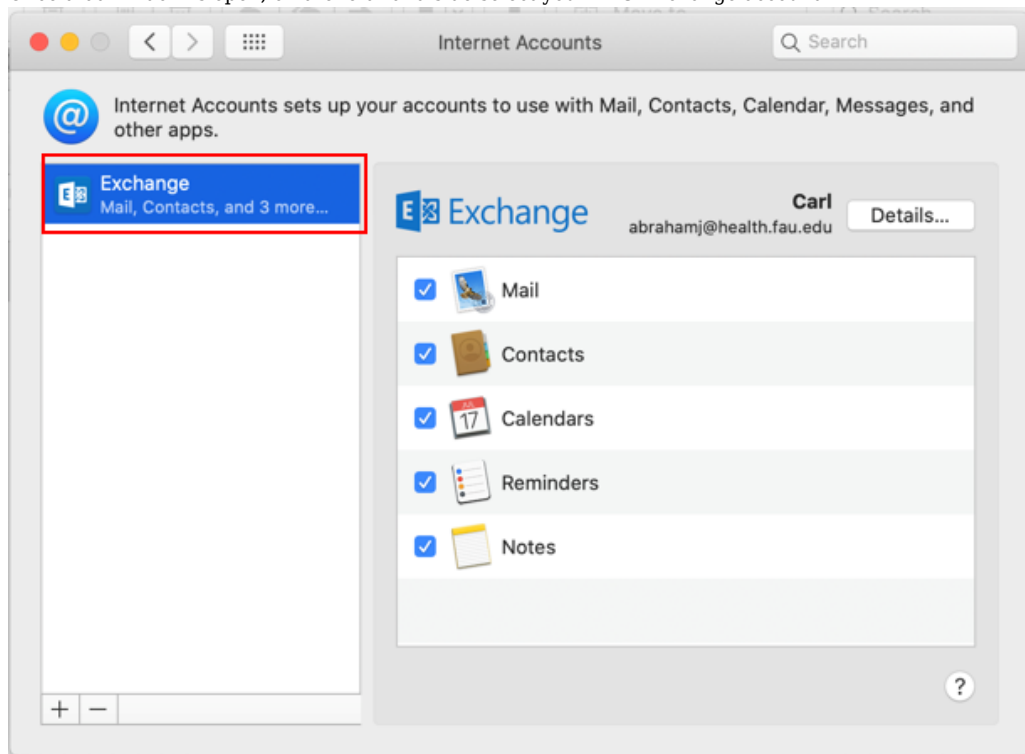 Internet Accounts
Search
Internet Accounts sets up your accounts to use with Mail, Contacts, Calendar, Messages, and
other apps.
Exchange
Mail, Contacts, and 3 more...
Exchange
Carl
abrahamj@health.fau.edu
Details...
Mail
Contacts
17
Calendars
Reminders
Notes
?